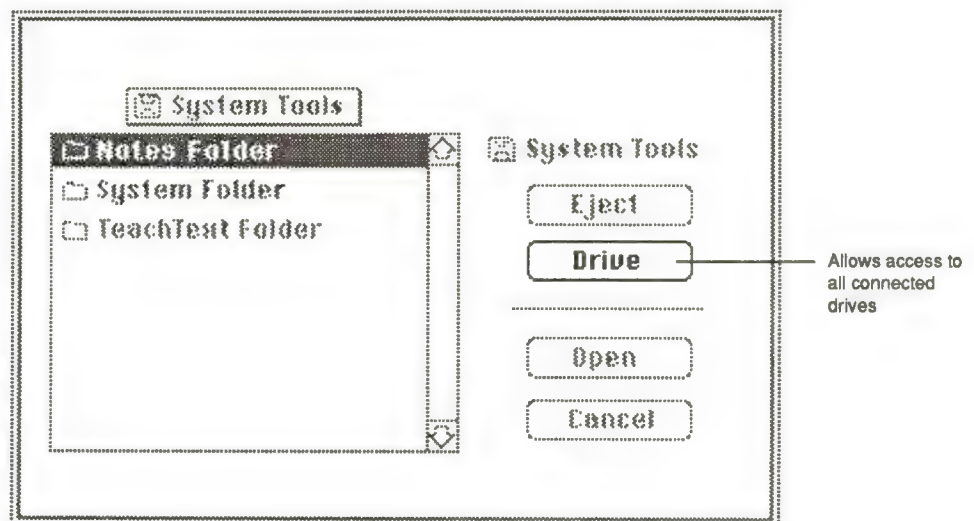 System Tools
Notes Folder
System Folder
TeachText Folder
System Tools
Eject
Drive
Open
Cancel
Allows access to
all connected
drives